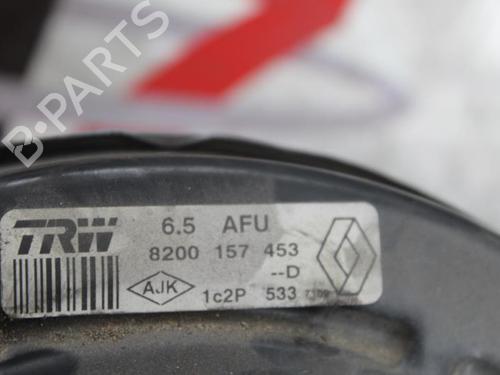 B-PARTS
TRW 6.5 AFU
8200 157 453
--D
AJK 1c2P 533